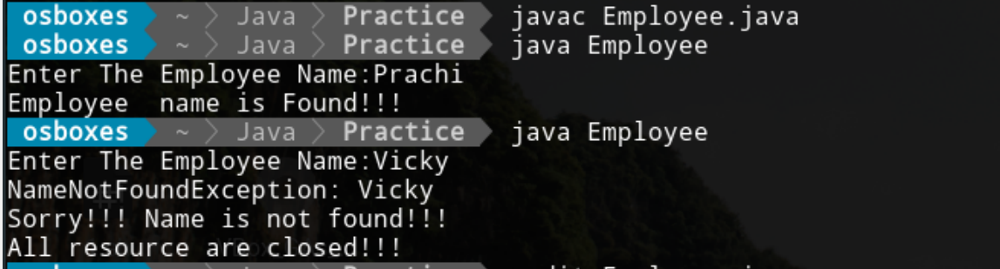 osboxes ~ Java Practice javac Employee.java
osboxes ~ Java Practice java Employee
Enter The Employee Name:Prachi
Employee  name is Found!!!
osboxes ~ Java Practice java Employee
Enter The Employee Name:Vicky
NameNotFoundException: Vicky
Sorry!!! Name is not found!!!
All resource are closed!!!